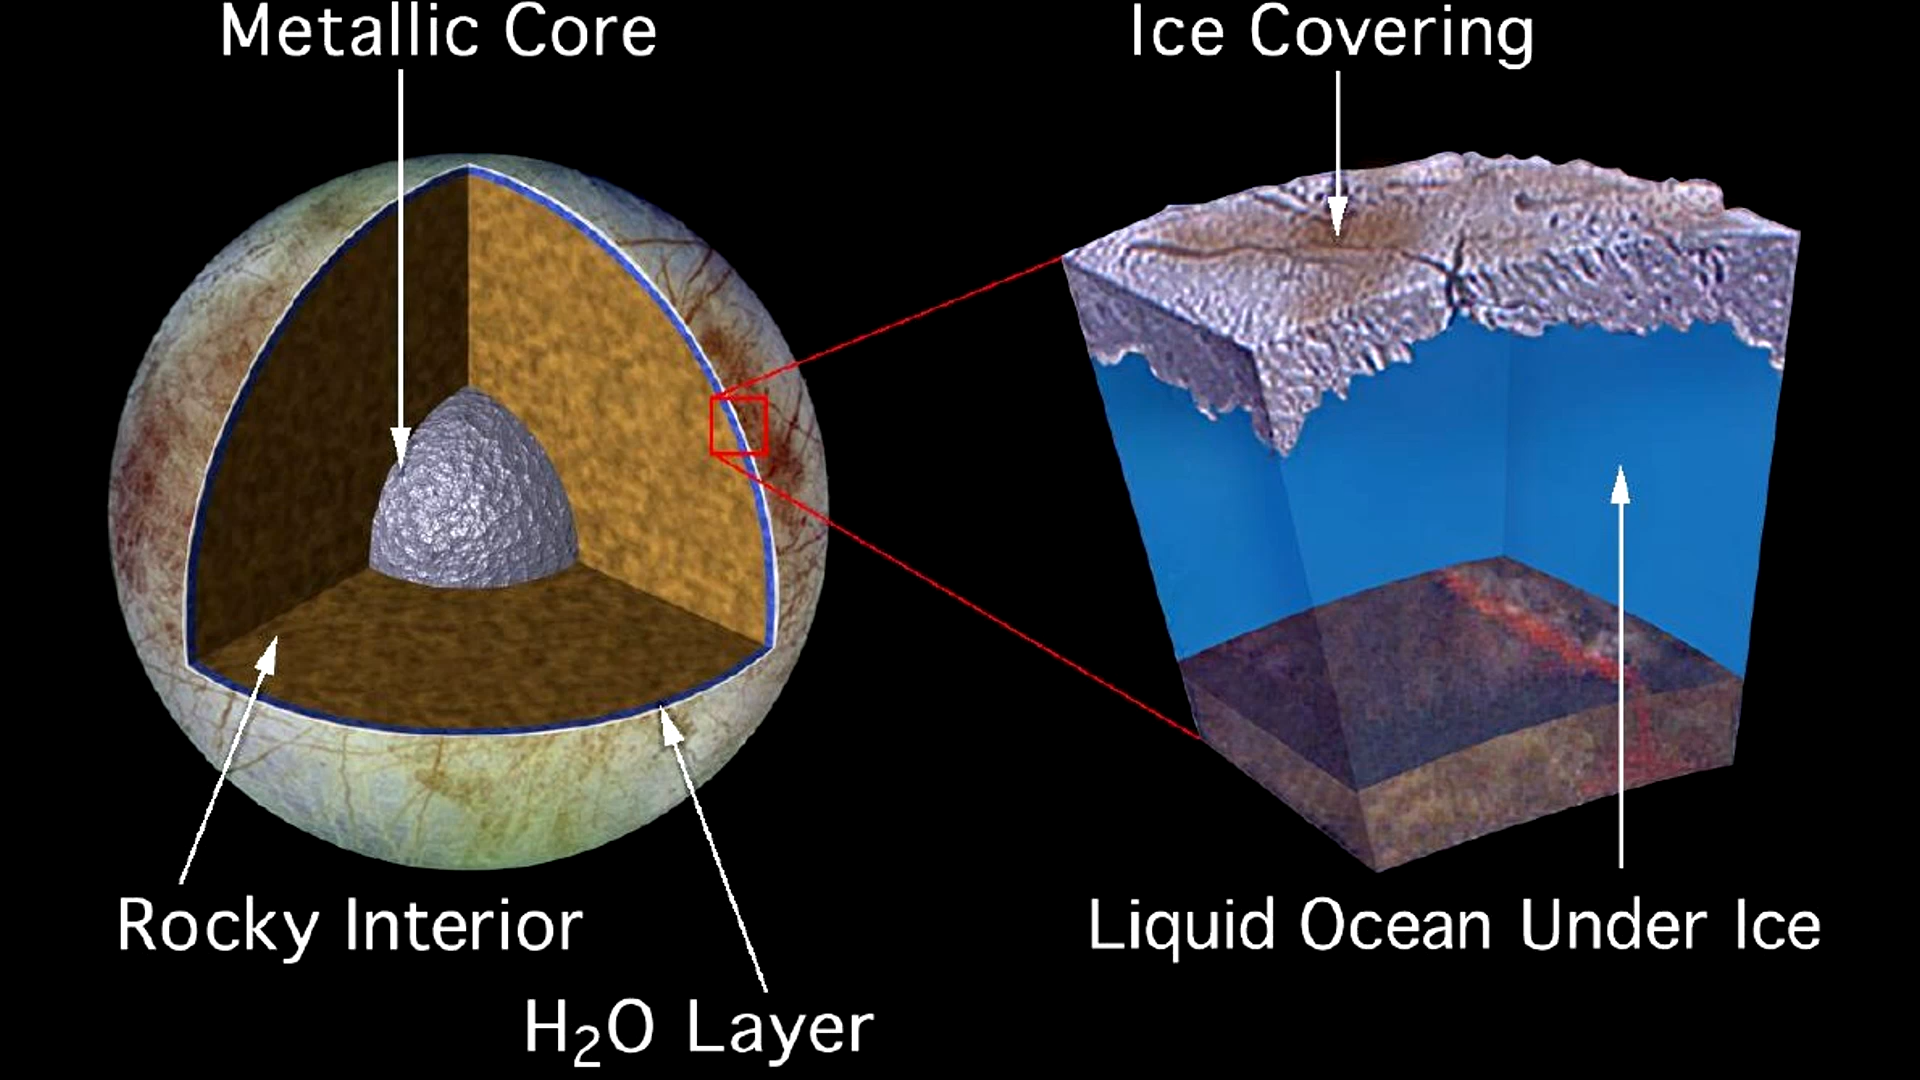 Metallic Core
Ice Covering
Rocky Interior
Liquid Ocean Under Ice
H₂O Layer